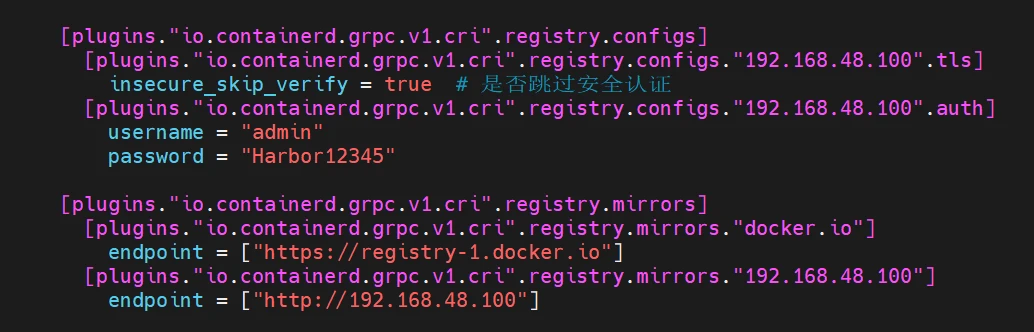 [plugins."io.containerd.grpc.v1.cri".registry.configs]
[plugins."io.containerd.grpc.v1.cri".registry.configs."192.168.48.100".tls]
insecure_skip_verify = true  # 是否跳过安全认证
[plugins."io.containerd.grpc.v1.cri".registry.configs."192.168.48.100".auth]
username = "admin"
password = "Harbor12345"
[plugins."io.containerd.grpc.v1.cri".registry.mirrors]
[plugins."io.containerd.grpc.v1.cri".registry.mirrors."docker.io"]
endpoint = ["https://registry-1.docker.io"]
[plugins."io.containerd.grpc.v1.cri".registry.mirrors."192.168.48.100"]
endpoint = ["http://192.168.48.100"]